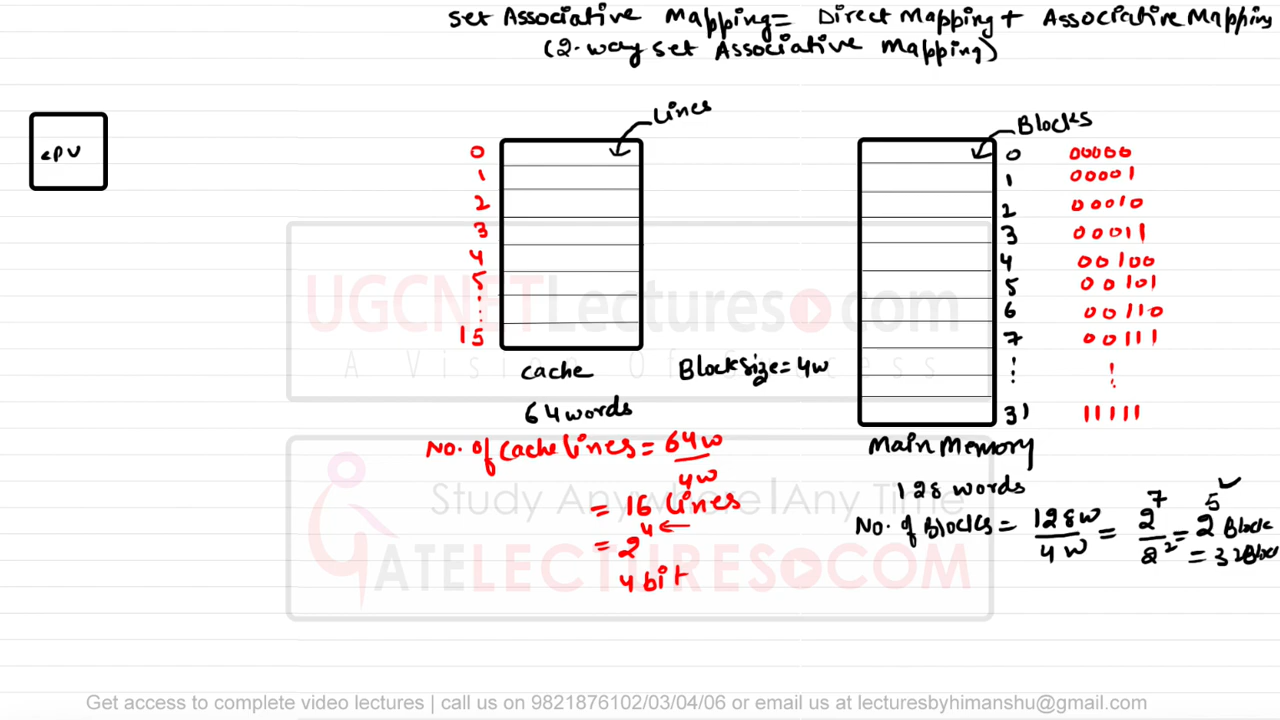 Set Associative Mapping = Direct Mapping + Associative Mapping
(2-way set Associative Mapping)
CPU
Lines
0
1
2
3
4
5
⋮
15
Cache
64 words
Block size = 4w
No. of Cache lines = 64w / 4w
= 16 lines
= 2^4 ←
4 bit
Blocks
0 00000
1 00001
2 00010
3 00011
4 00100
5 00101
6 00110
7 00111
⋮ ⋮
31 11111
Main Memory
128 words
No. of Blocks = 128w / 4w = 2^7 / 2^2 = 2^5 Block
= 32 Bloc
UGCNETLectures.com
A Vision Of Success
Study Anywhere|Any Time
GATELECTURES.COM
Get access to complete video lectures | call us on 9821876102/03/04/06 or email us at lecturesbyhimanshu@gmail.com